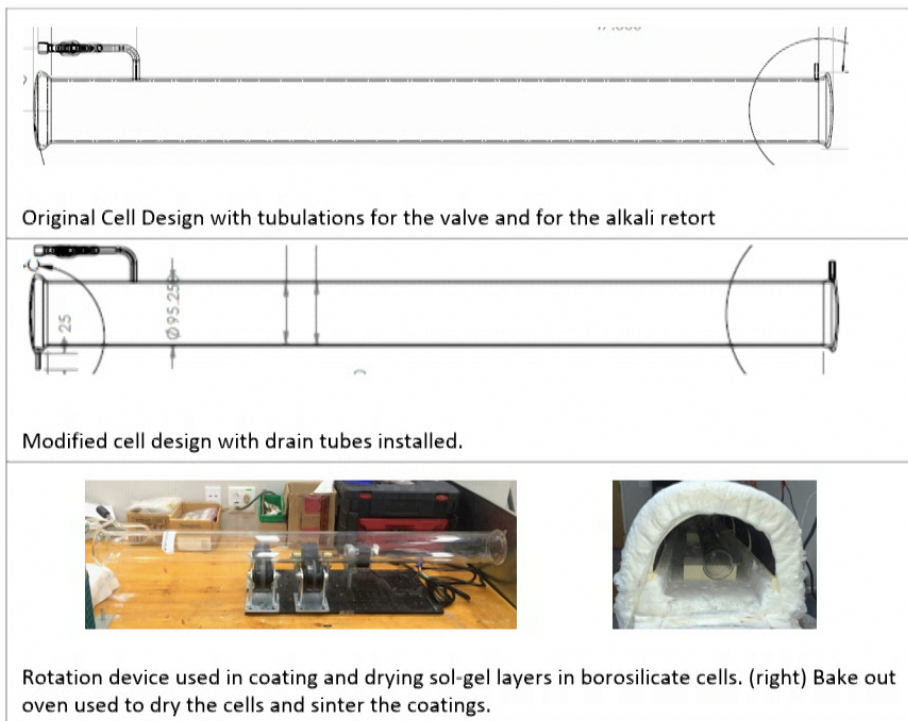 Original Cell Design with tubulations for the valve and for the alkali retort
25
Ø95.25
Modified cell design with drain tubes installed.
Rotation device used in coating and drying sol-gel layers in borosilicate cells. (right) Bake out
oven used to dry the cells and sinter the coatings.